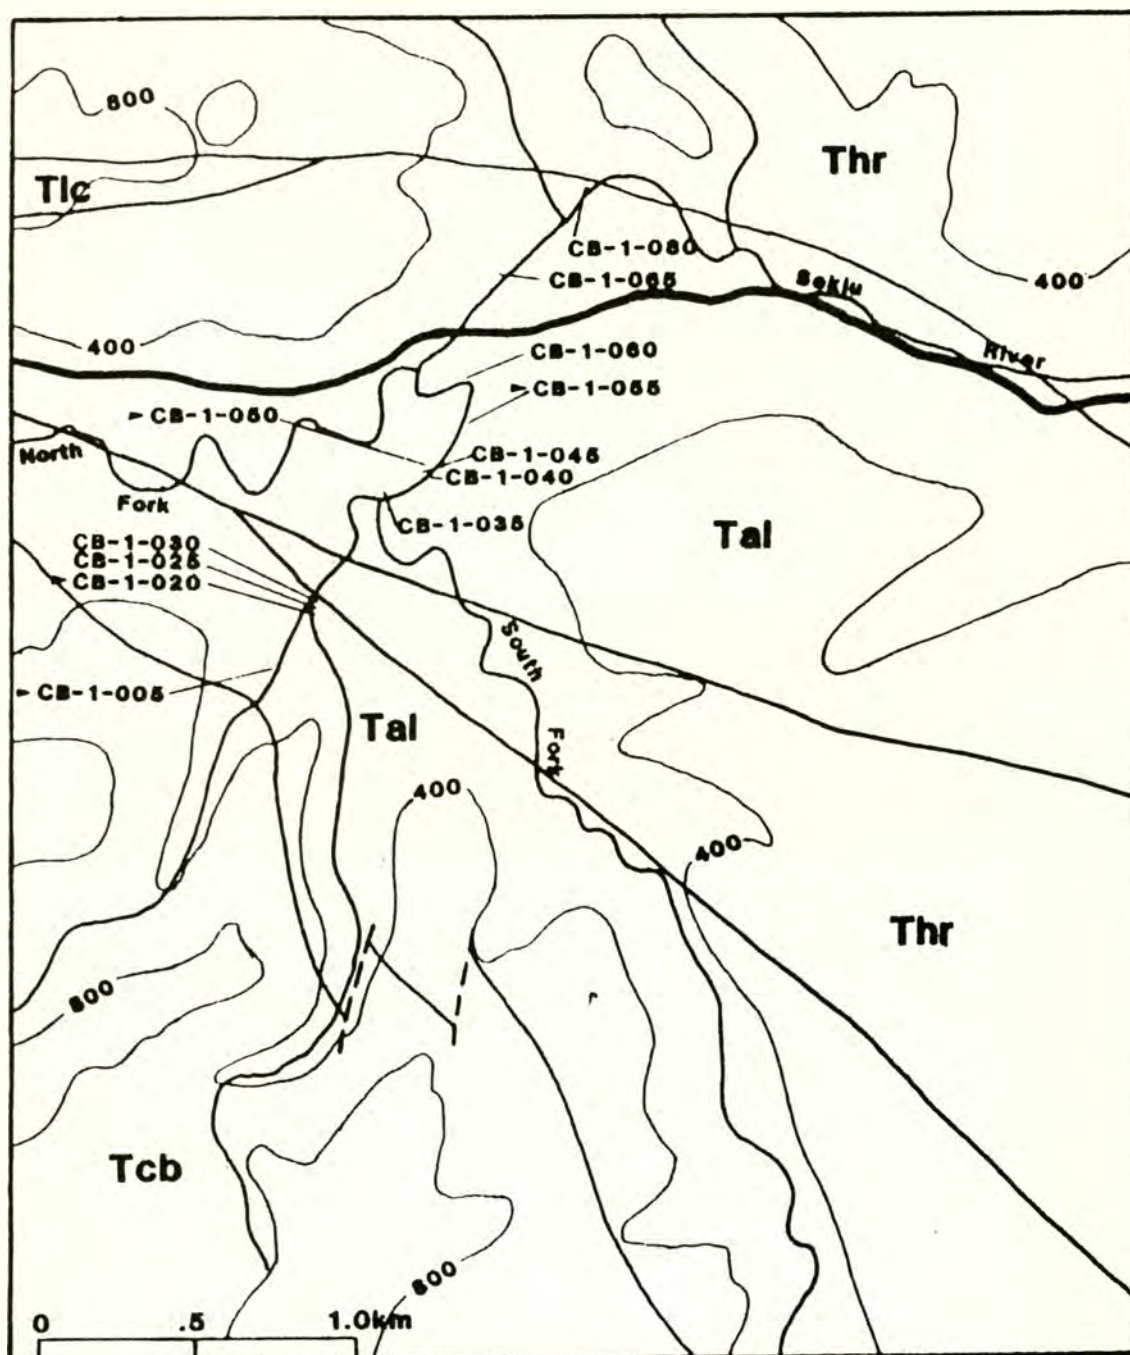 800
Thr
Tlc
CB-1-080
CB-1-065
400
Sekiu
River
400
CB-1-060
CB-1-055
CB-1-050
North
CB-1-045
CB-1-040
Fork
CB-1-035
Tal
CB-1-030
CB-1-025
CB-1-020
South
CB-1-005
Tal
Fork
400
400
Thr
800
Tcb
800
0 .5 1.0km